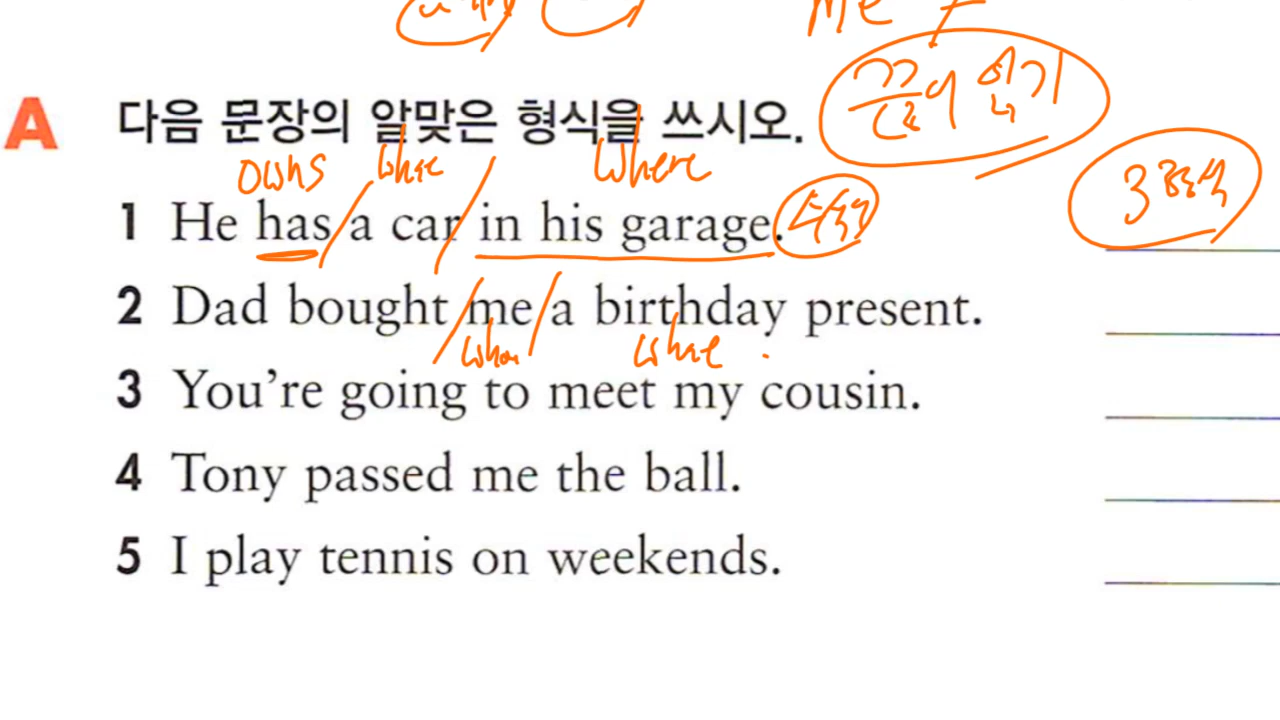 me
끊어 읽기
A 다음 문장의 알맞은 형식을 쓰시오.
owns what where
3형식
1 He has / a car / in his garage. 수식
2 Dad bought / me / a birthday present.
whom what
3 You're going to meet my cousin.
4 Tony passed me the ball.
5 I play tennis on weekends.